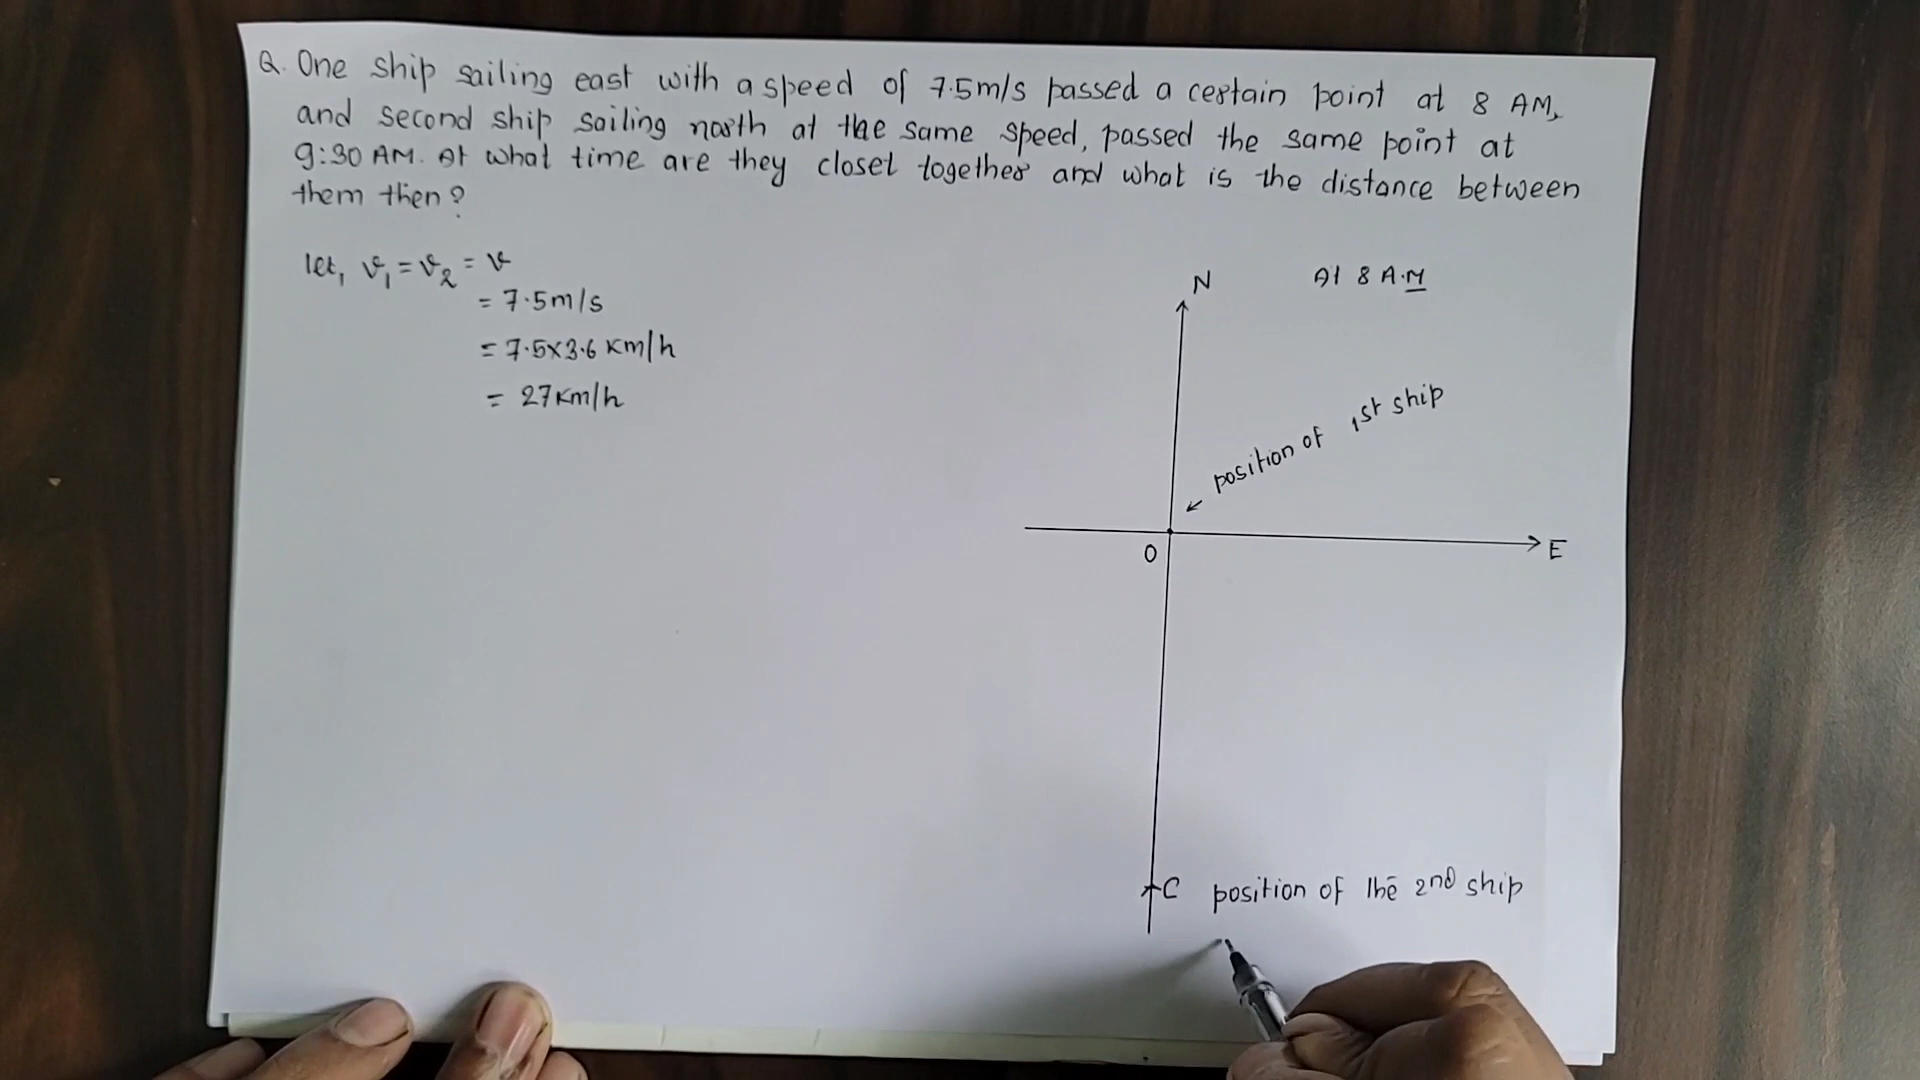 Q. One ship sailing east with a speed of 7.5m/s passed a certain point at 8 AM,
and second ship sailing north at the same speed, passed the same point at
9:30 AM. At what time are they closet together and what is the distance between
them then?
let, v₁ = v₂ = v
= 7.5m/s
= 7.5x3.6 Km/h
= 27Km/h
N
At 8 A.M
position of 1st ship
O
E
C position of the 2nd ship